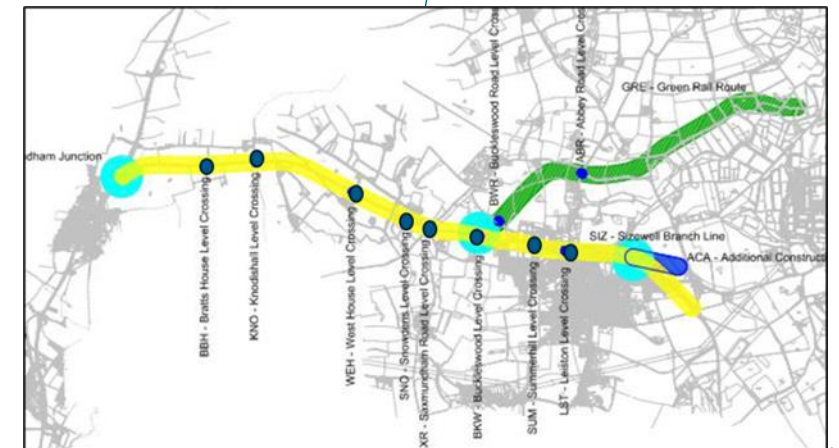 dham Junction
BBH - Bratts House Level Crossing
KNO - Knodishall Level Crossing
WEH - West House Level Crossing
SNO - Snowdens Level Crossing
XR - Saxmundham Road Level Crossing
BKW - Buckleswood Level Crossing
BWR - Buckleswood Road Level Cros
SUM - Summerhill Level Crossing
LST - Leiston Level Crossing
ABR - Abbey Road Level Cros
GRE - Green Rail Route
SIZ - Sizewell Branch Line
ACA - Additional Construct